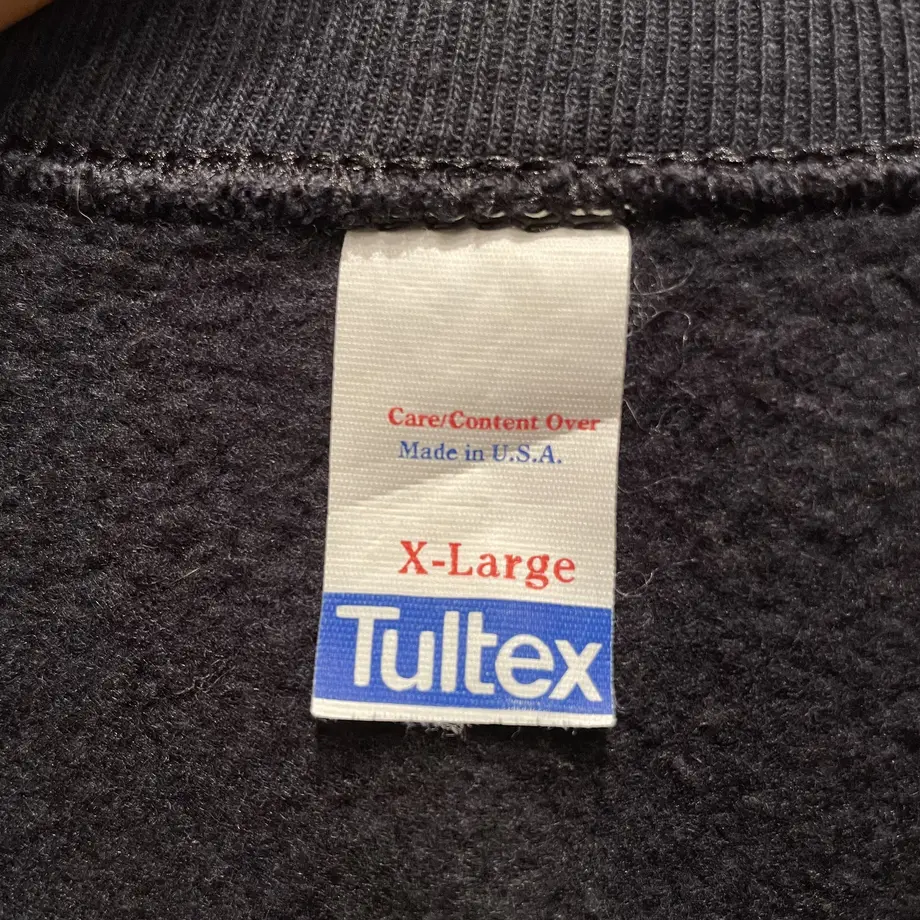 Care/Content Over
Made in U.S.A.
X-Large
Tultex